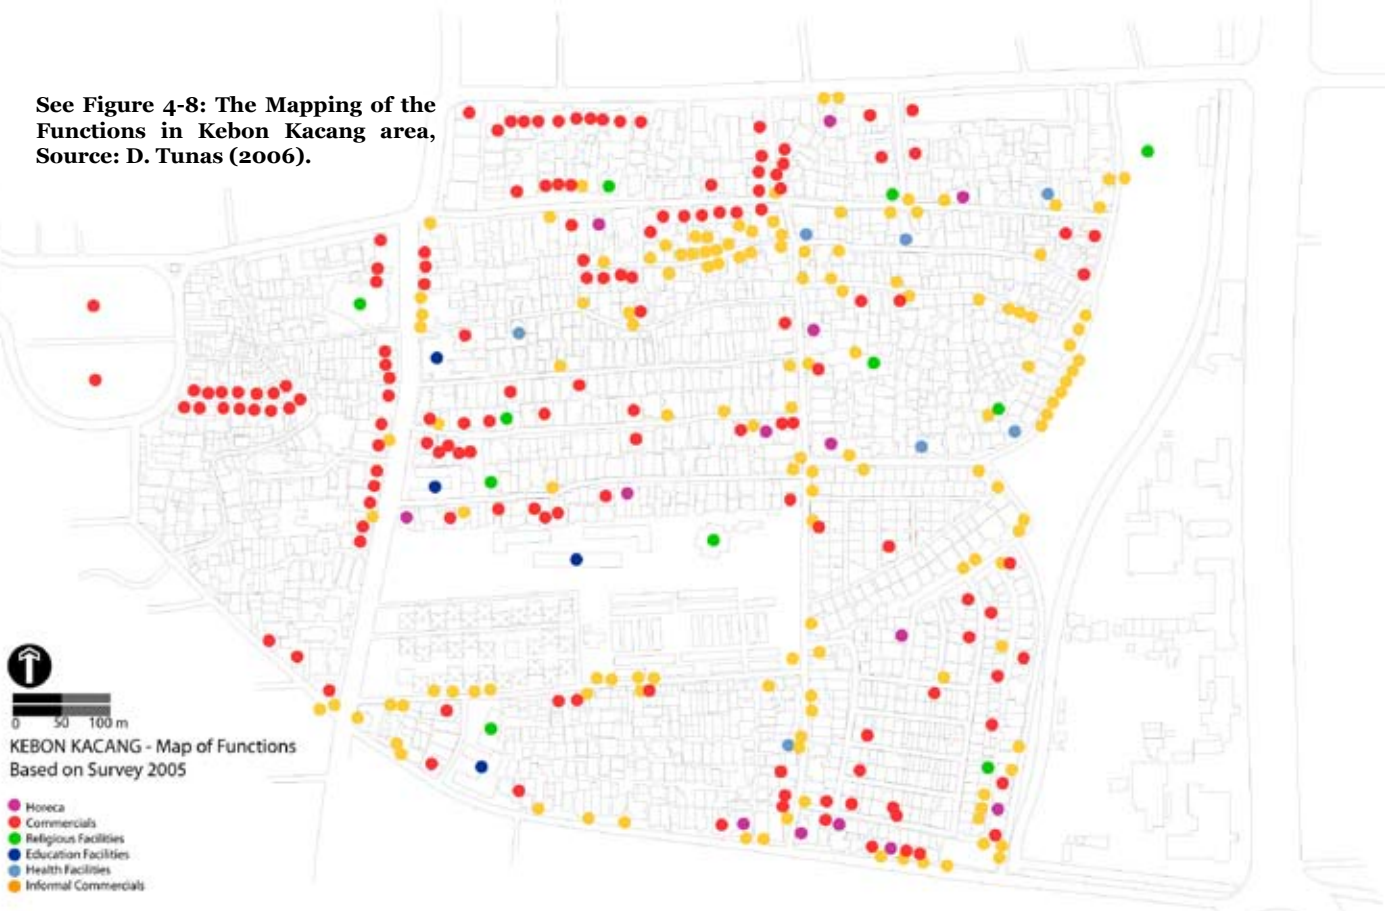 See Figure 4-8: The Mapping of the
Functions in Kebon Kacang area,
Source: D. Tunas (2006).
0 50 100 m
KEBON KACANG - Map of Functions
Based on Survey 2005
Horeca
Commercials
Religious Facilities
Education Facilities
Health Facilities
Informal Commercials